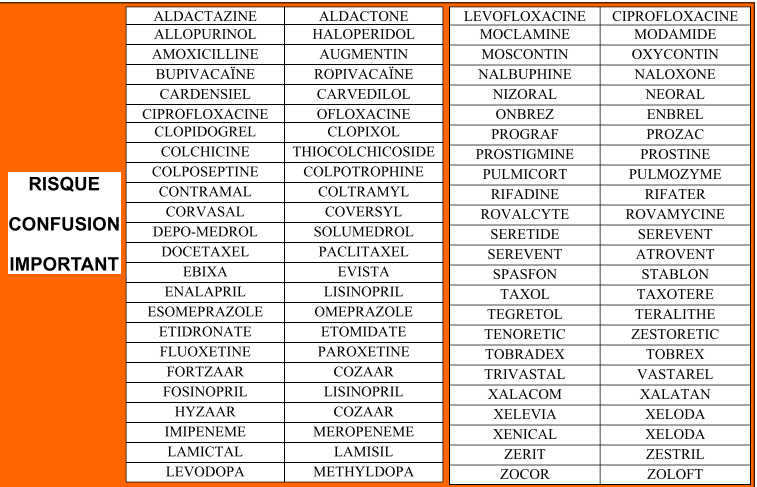 RISQUE
CONFUSION
IMPORTANT
ALDACTAZINE ALDACTONE
ALLOPURINOL HALOPERIDOL
AMOXICILLINE AUGMENTIN
BUPIVACAÏNE ROPIVACAÏNE
CARDENSIEL CARVEDILOL
CIPROFLOXACINE OFLOXACINE
CLOPIDOGREL CLOPIXOL
COLCHICINE THIOCOLCHICOSIDE
COLPOSEPTINE COLPOTROPHINE
CONTRAMAL COLTRAMYL
CORVASAL COVERSYL
DEPO-MEDROL SOLUMEDROL
DOCETAXEL PACLITAXEL
EBIXA EVISTA
ENALAPRIL LISINOPRIL
ESOMEPRAZOLE OMEPRAZOLE
ETIDRONATE ETOMIDATE
FLUOXETINE PAROXETINE
FORTZAAR COZAAR
FOSINOPRIL LISINOPRIL
HYZAAR COZAAR
IMIPENEME MEROPENEME
LAMICTAL LAMISIL
LEVODOPA METHYLDOPA
LEVOFLOXACINE CIPROFLOXACINE
MOCLAMINE MODAMIDE
MOSCONTIN OXYCONTIN
NALBUPHINE NALOXONE
NIZORAL NEORAL
ONBREZ ENBREL
PROGRAF PROZAC
PROSTIGMINE PROSTINE
PULMICORT PULMOZYME
RIFADINE RIFATER
ROVALCYTE ROVAMYCINE
SERETIDE SEREVENT
SEREVENT ATROVENT
SPASFON STABLON
TAXOL TAXOTERE
TEGRETOL TERALITHE
TENORETIC ZESTORETIC
TOBRADEX TOBREX
TRIVASTAL VASTAREL
XALACOM XALATAN
XELEVIA XELODA
XENICAL XELODA
ZERIT ZESTRIL
ZOCOR ZOLOFT